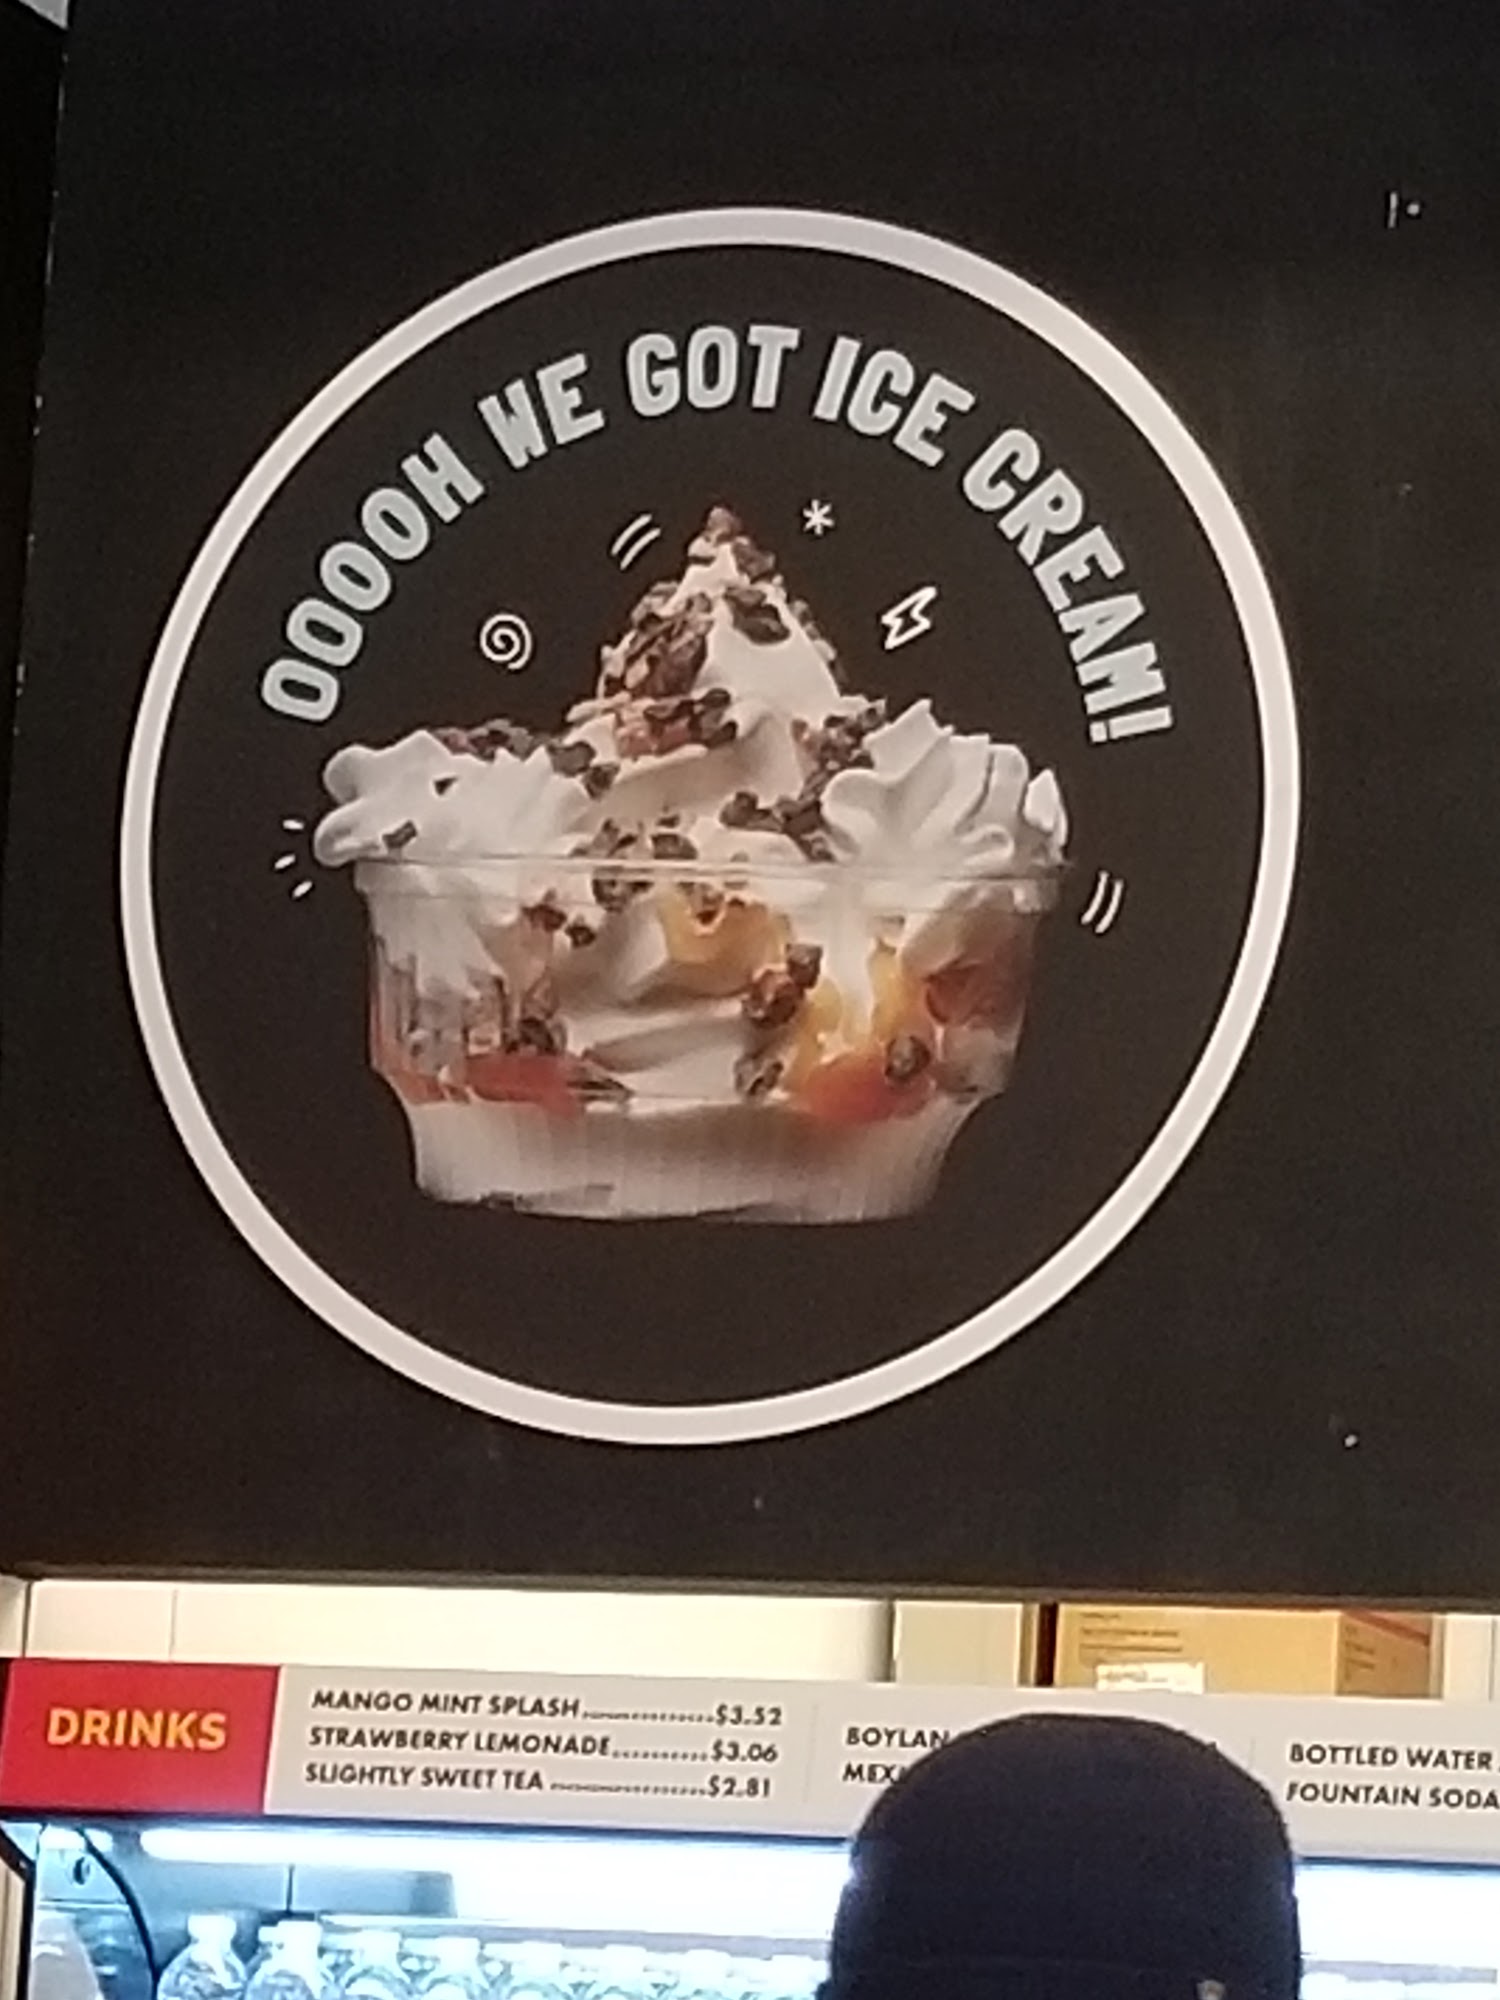 OOOOH WE GOT ICE CREAM!
DRINKS
MANGO MINT SPLASH..............$3.52
STRAWBERRY LEMONADE..........$3.06
SLIGHTLY SWEET TEA.................$2.81
BOYLAN
BOTTLED WATER
FOUNTAIN SODA